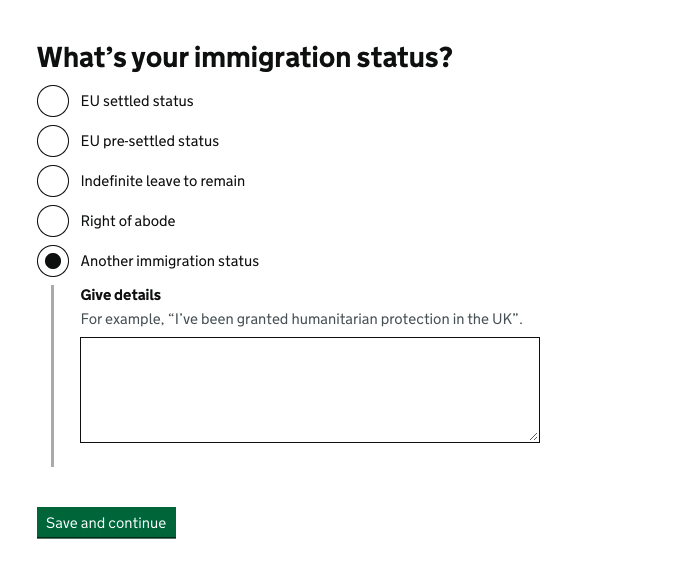 What’s your immigration status?
EU settled status
EU pre-settled status
Indefinite leave to remain
Right of abode
Another immigration status
Give details
For example, “I’ve been granted humanitarian protection in the UK”.
Save and continue